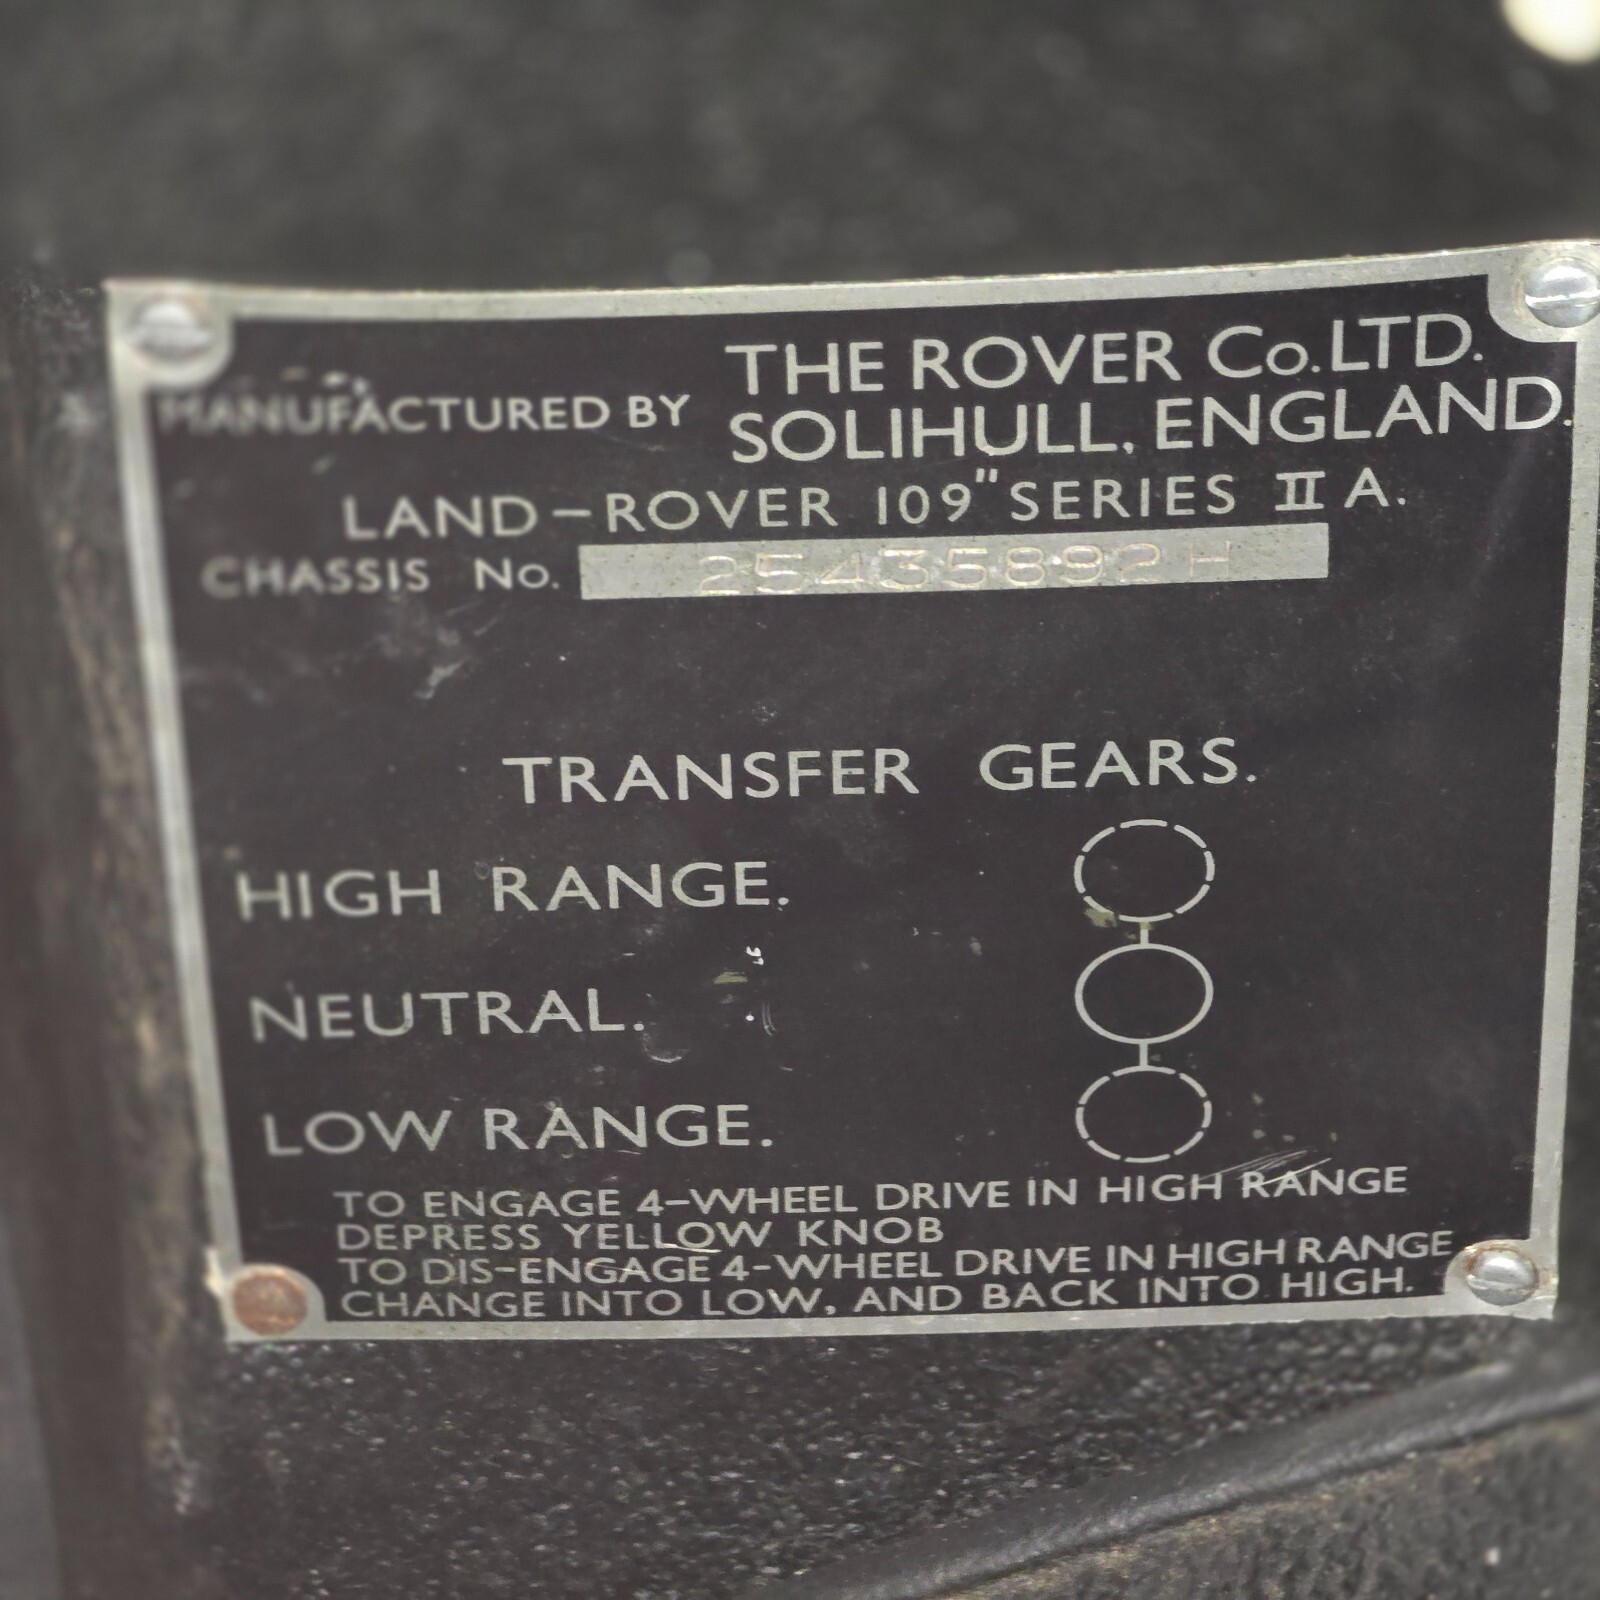 MANUFACTURED BY THE ROVER Co. LTD.
SOLIHULL, ENGLAND.
LAND-ROVER 109" SERIES II A.
CHASSIS No. 25435892H
TRANSFER GEARS.
HIGH RANGE.
NEUTRAL.
LOW RANGE.
TO ENGAGE 4-WHEEL DRIVE IN HIGH RANGE
DEPRESS YELLOW KNOB
TO DIS-ENGAGE 4-WHEEL DRIVE IN HIGH RANGE
CHANGE INTO LOW, AND BACK INTO HIGH.